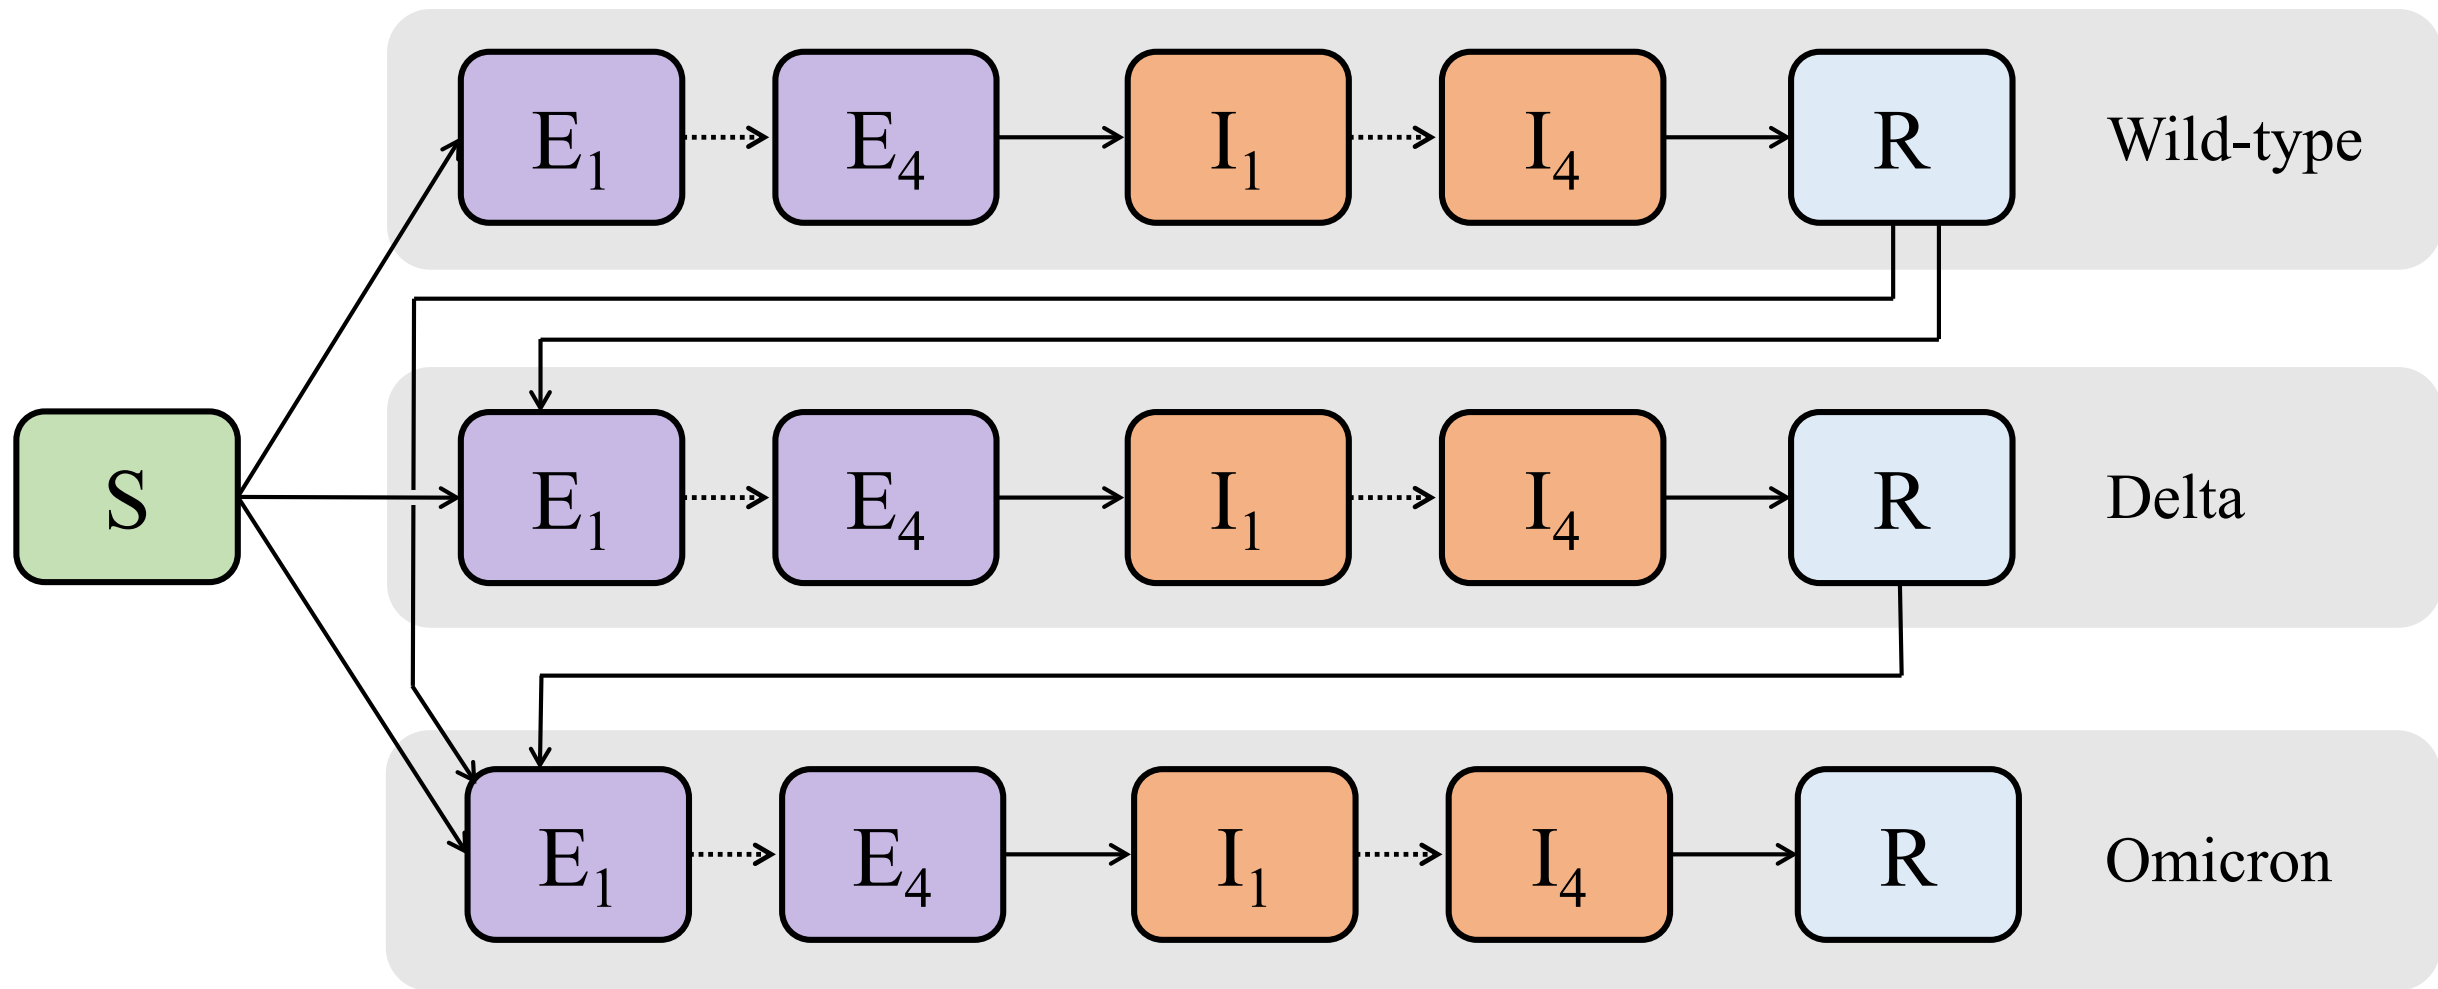 E1 E4 I1 I4 R Wild-type
S E1 E4 I1 I4 R Delta
E1 E4 I1 I4 R Omicron